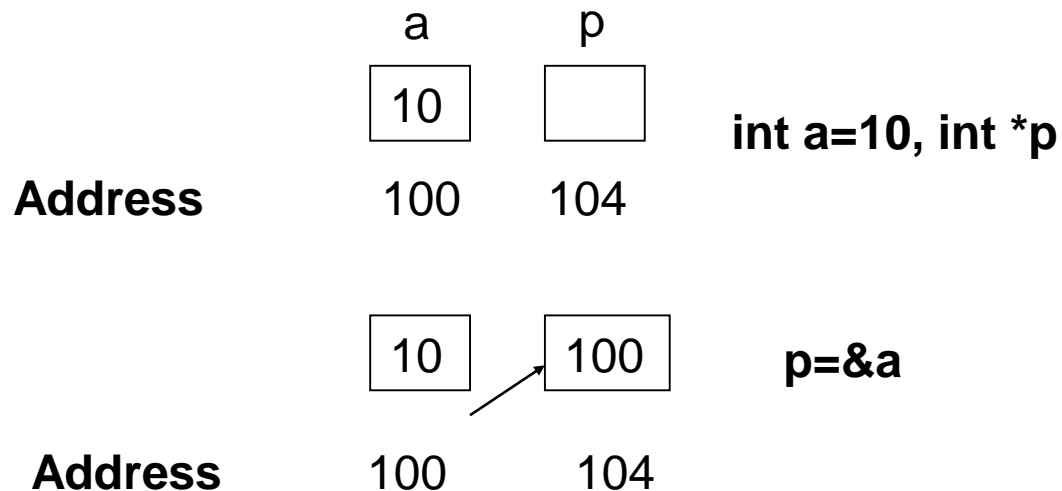 a p
10
int a=10, int *p
Address 100 104
10 100 p=&a
Address 100 104